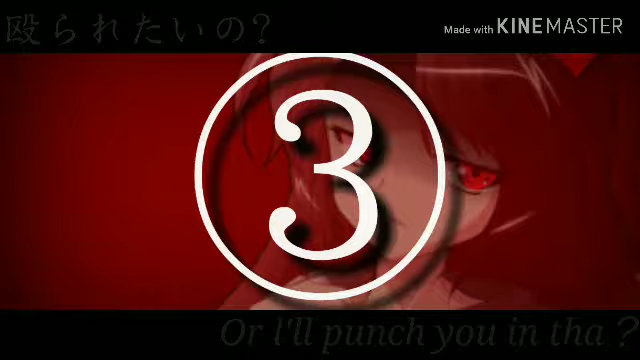 殴られたいの？
Made with KINEMASTER
③
Or I'll punch you in tha ?